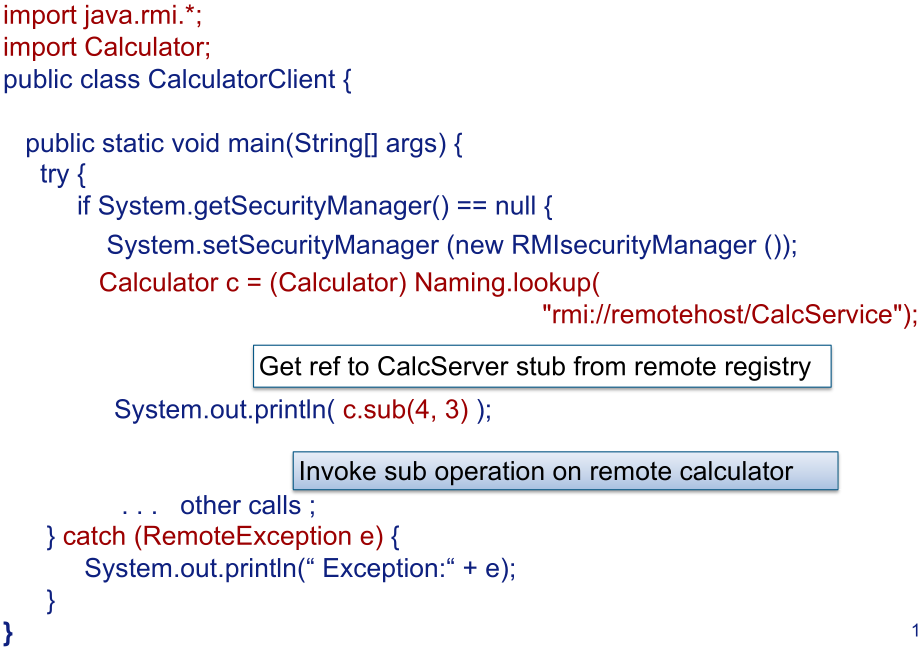 import java.rmi.*;
import Calculator;
public class CalculatorClient {
public static void main(String[] args) {
try {
if System.getSecurityManager() == null {
System.setSecurityManager (new RMIsecurityManager ());
Calculator c = (Calculator) Naming.lookup(
"rmi://remotehost/CalcService");
Get ref to CalcServer stub from remote registry
System.out.println( c.sub(4, 3) );
Invoke sub operation on remote calculator
. . .   other calls ;
} catch (RemoteException e) {
System.out.println(“ Exception:“ + e);
}
}
1